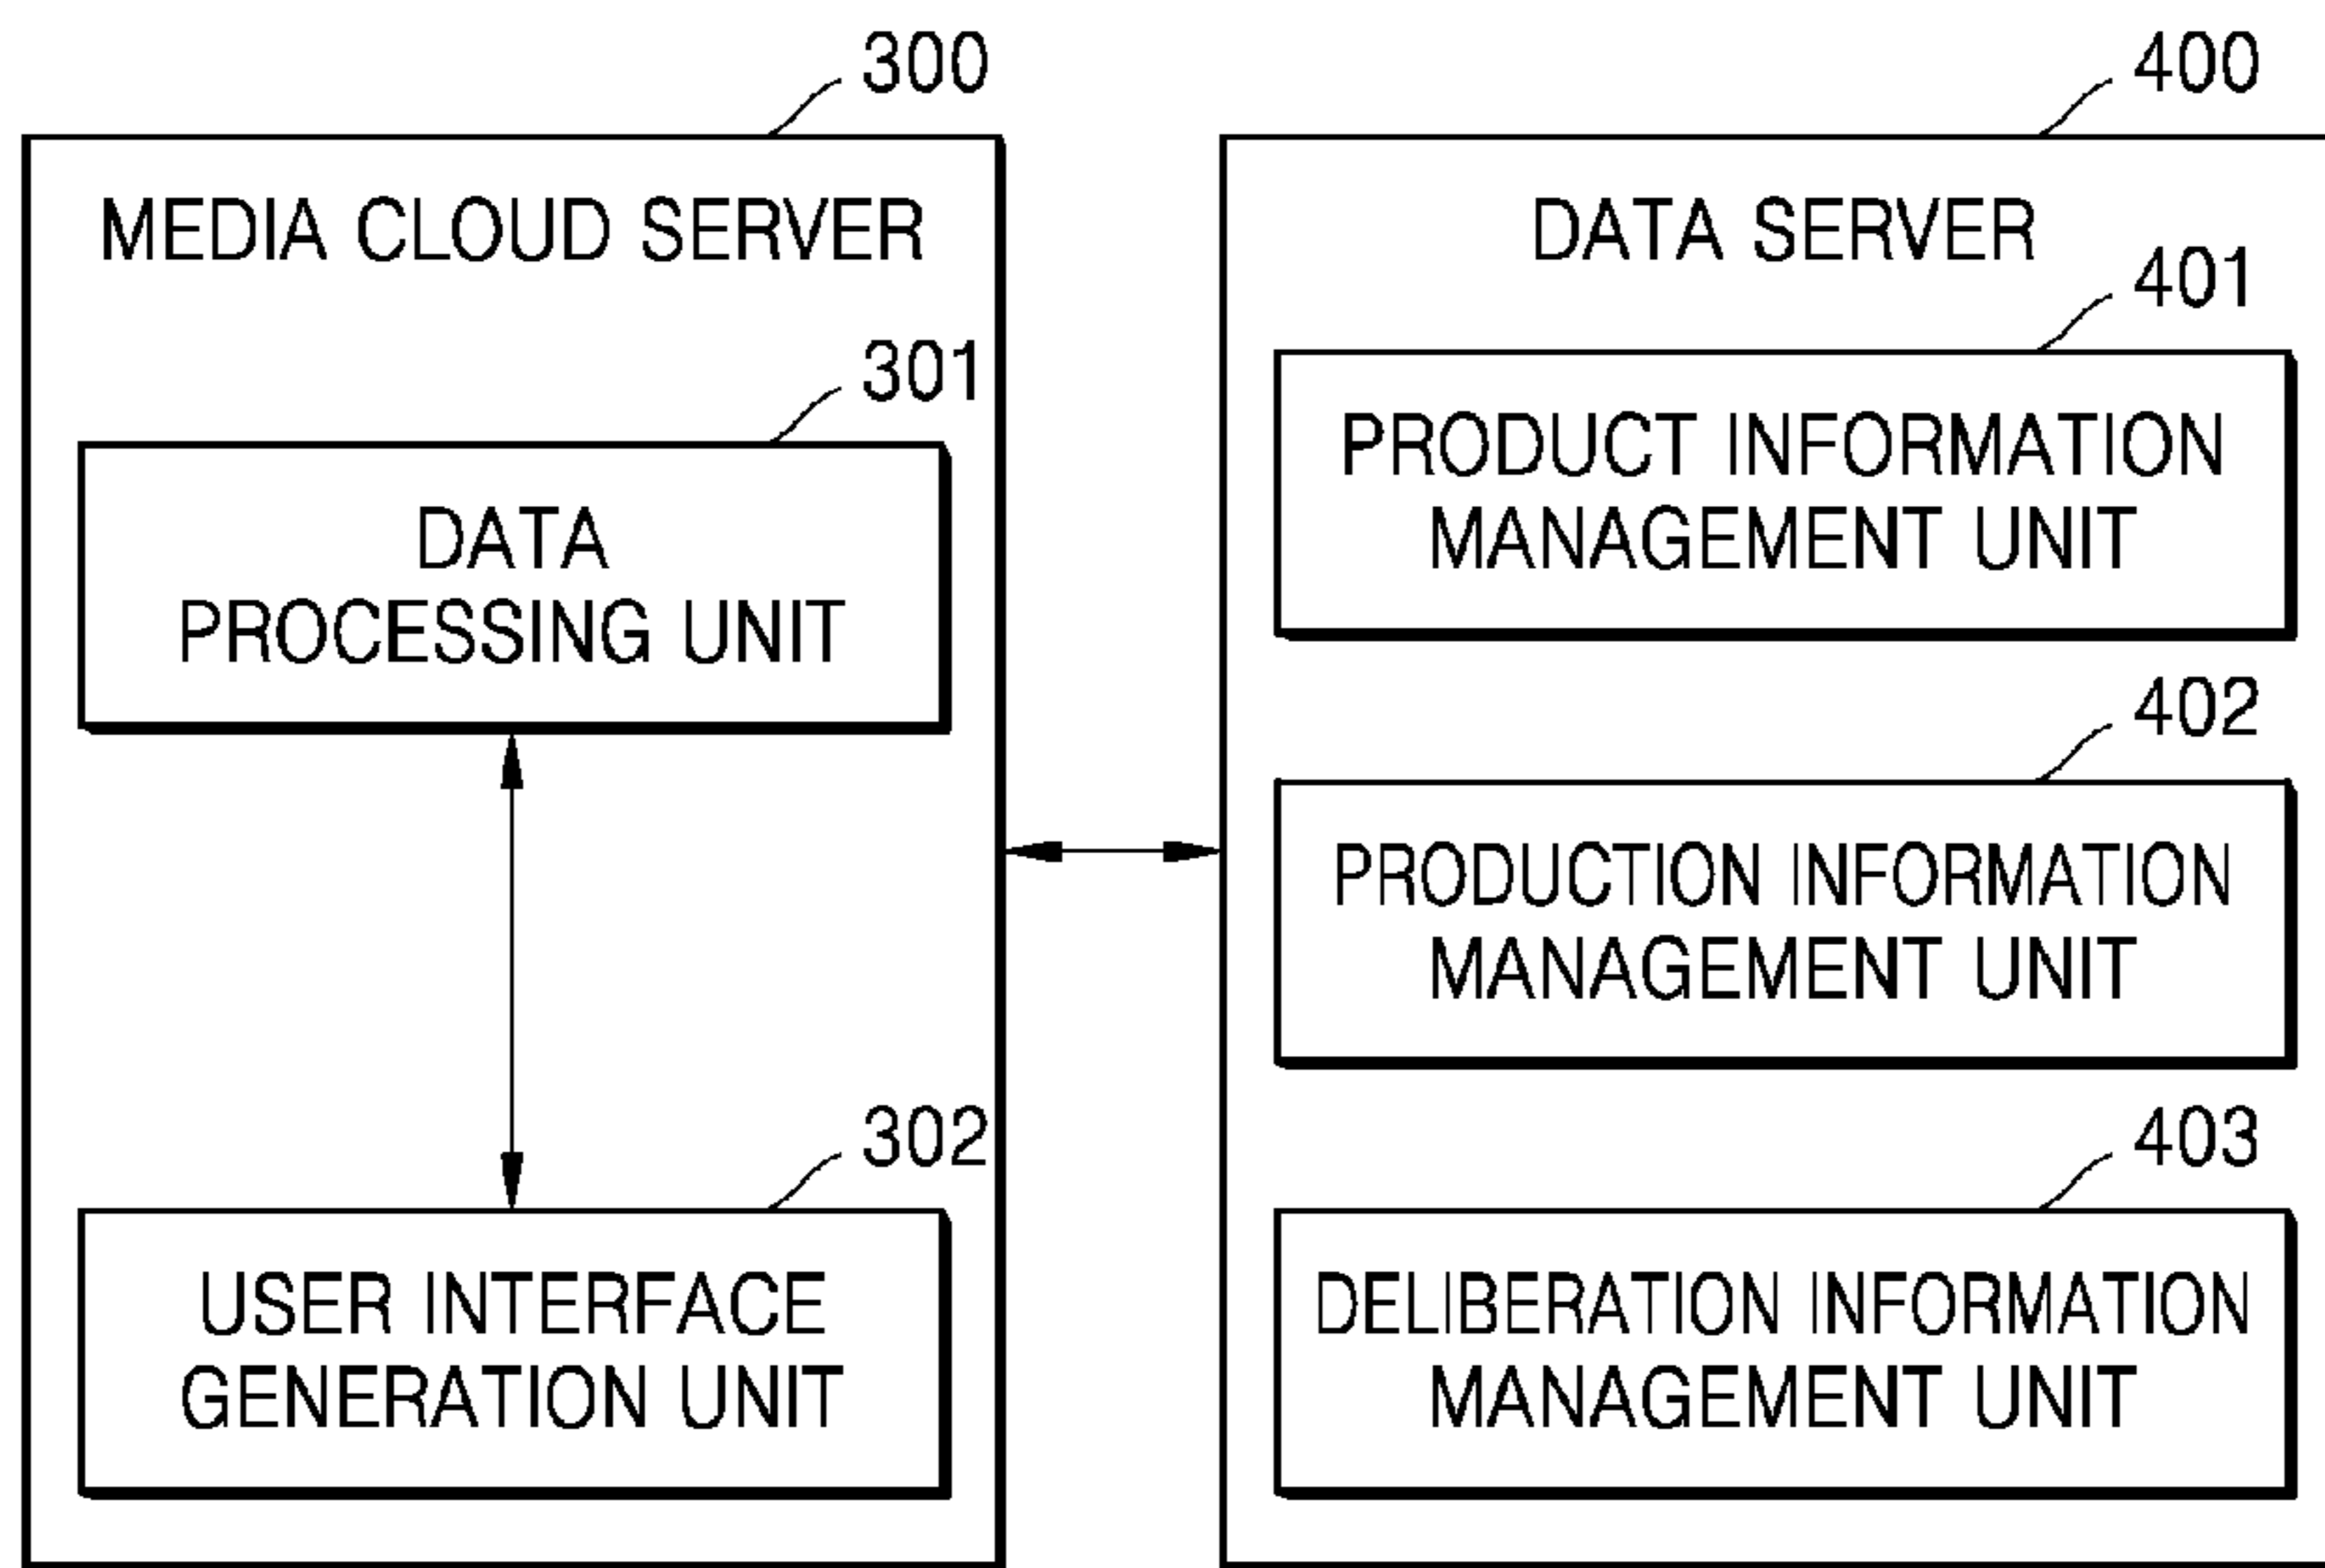 300
MEDIA CLOUD SERVER
301
DATA
PROCESSING UNIT
302
USER INTERFACE
GENERATION UNIT
400
DATA SERVER
401
PRODUCT INFORMATION
MANAGEMENT UNIT
402
PRODUCTION INFORMATION
MANAGEMENT UNIT
403
DELIBERATION INFORMATION
MANAGEMENT UNIT